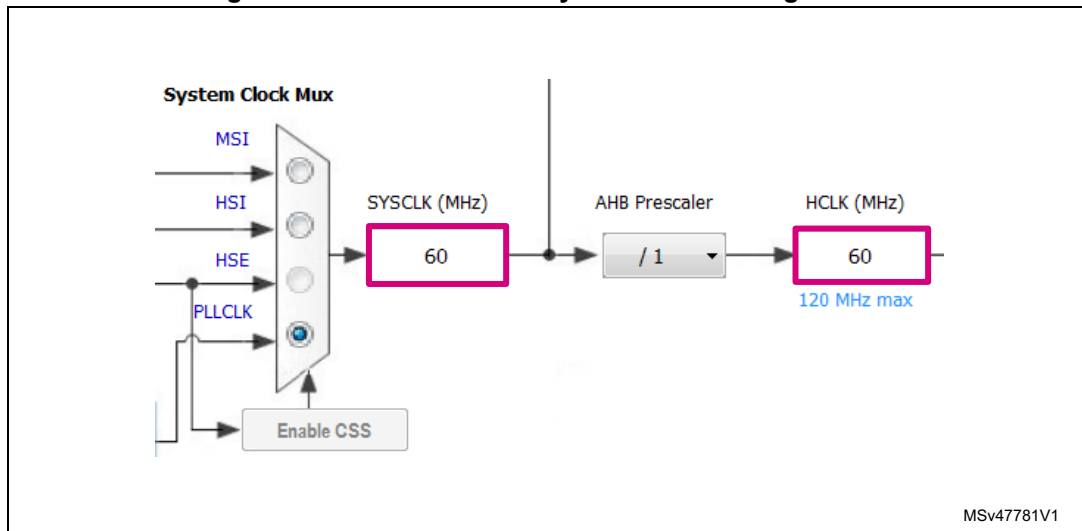 System Clock Mux
MSI
HSI
HSE
PLLCLK
Enable CSS
SYSCLK (MHz)
60
AHB Prescaler
/ 1
HCLK (MHz)
60
120 MHz max
MSv47781V1